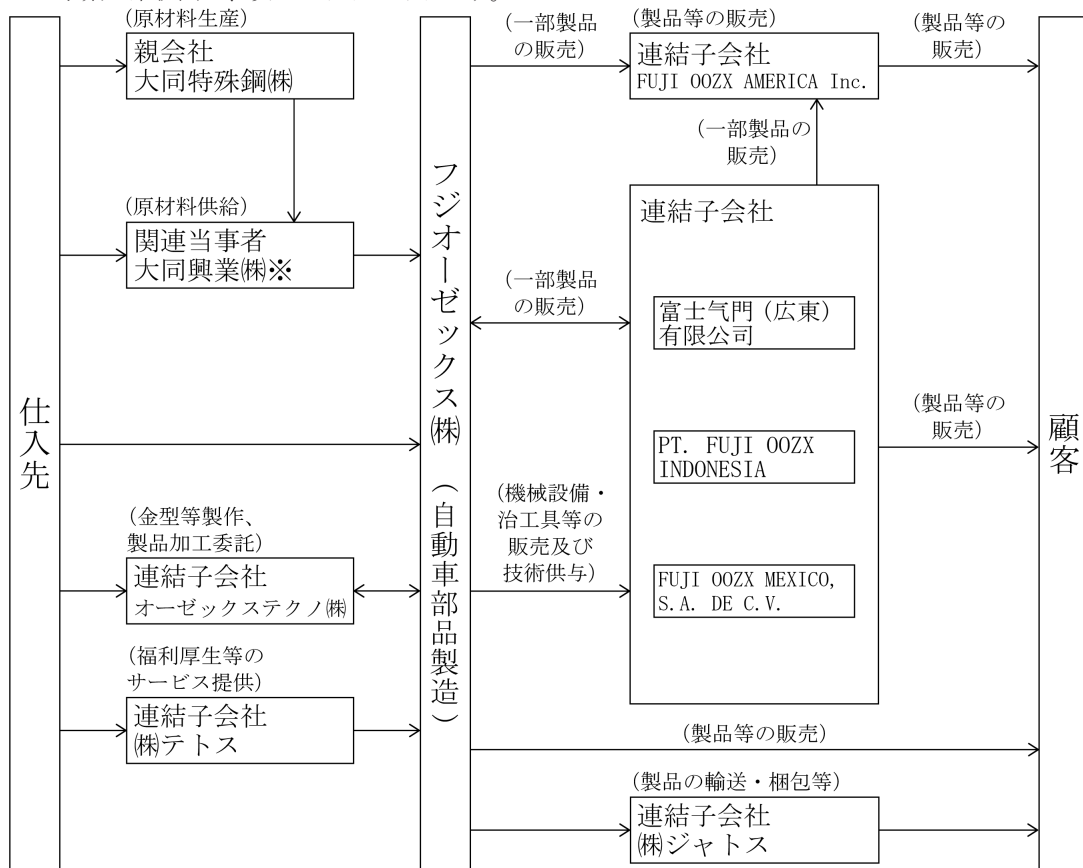 (原材料生産)
親会社
大同特殊鋼㈱
(原材料供給)
関連当事者
大同興業㈱※
仕入先
(金型等製作、
製品加工委託)
連結子会社
オーゼックステクノ㈱
(福利厚生等の
サービス提供)
連結子会社
㈱テトス
フジオーゼックス㈱ (自動車部品製造)
(一部製品
の販売)
(製品等の販売)
連結子会社
FUJI OOZX AMERICA Inc.
(製品等の
販売)
(一部製品の
販売)
連結子会社
(一部製品
の販売)
富士气門(広東)
有限公司
PT. FUJI OOZX
INDONESIA
(製品等の
販売)
(機械設備・
治工具等の
販売及び
技術供与)
FUJI OOZX MEXICO,
S.A. DE C.V.
(製品等の販売)
(製品の輸送・梱包等)
連結子会社
㈱ジャトス
顧客